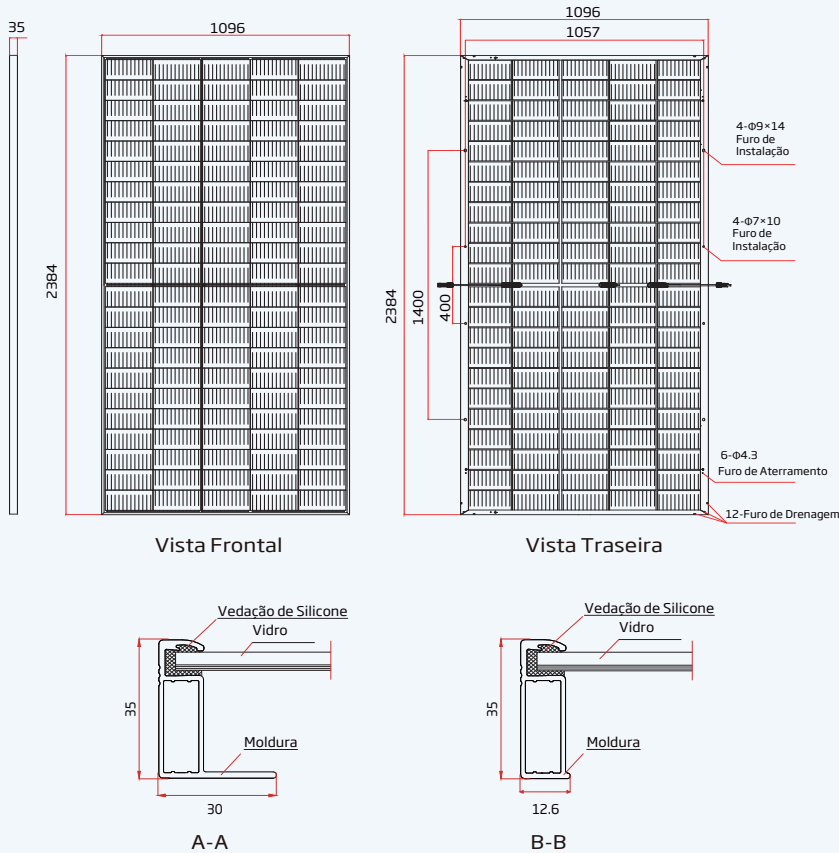 35
1096
2384
Vista Frontal
1096
1057
2384
1400
400
4-Φ9×14
Furo de
Instalação
4-Φ7×10
Furo de
Instalação
6-Φ4.3
Furo de Aterramento
12-Furo de Drenagem
Vista Traseira
Vedação de Silicone
Vidro
35
Moldura
30
A-A
Vedação de Silicone
Vidro
35
Moldura
12.6
B-B